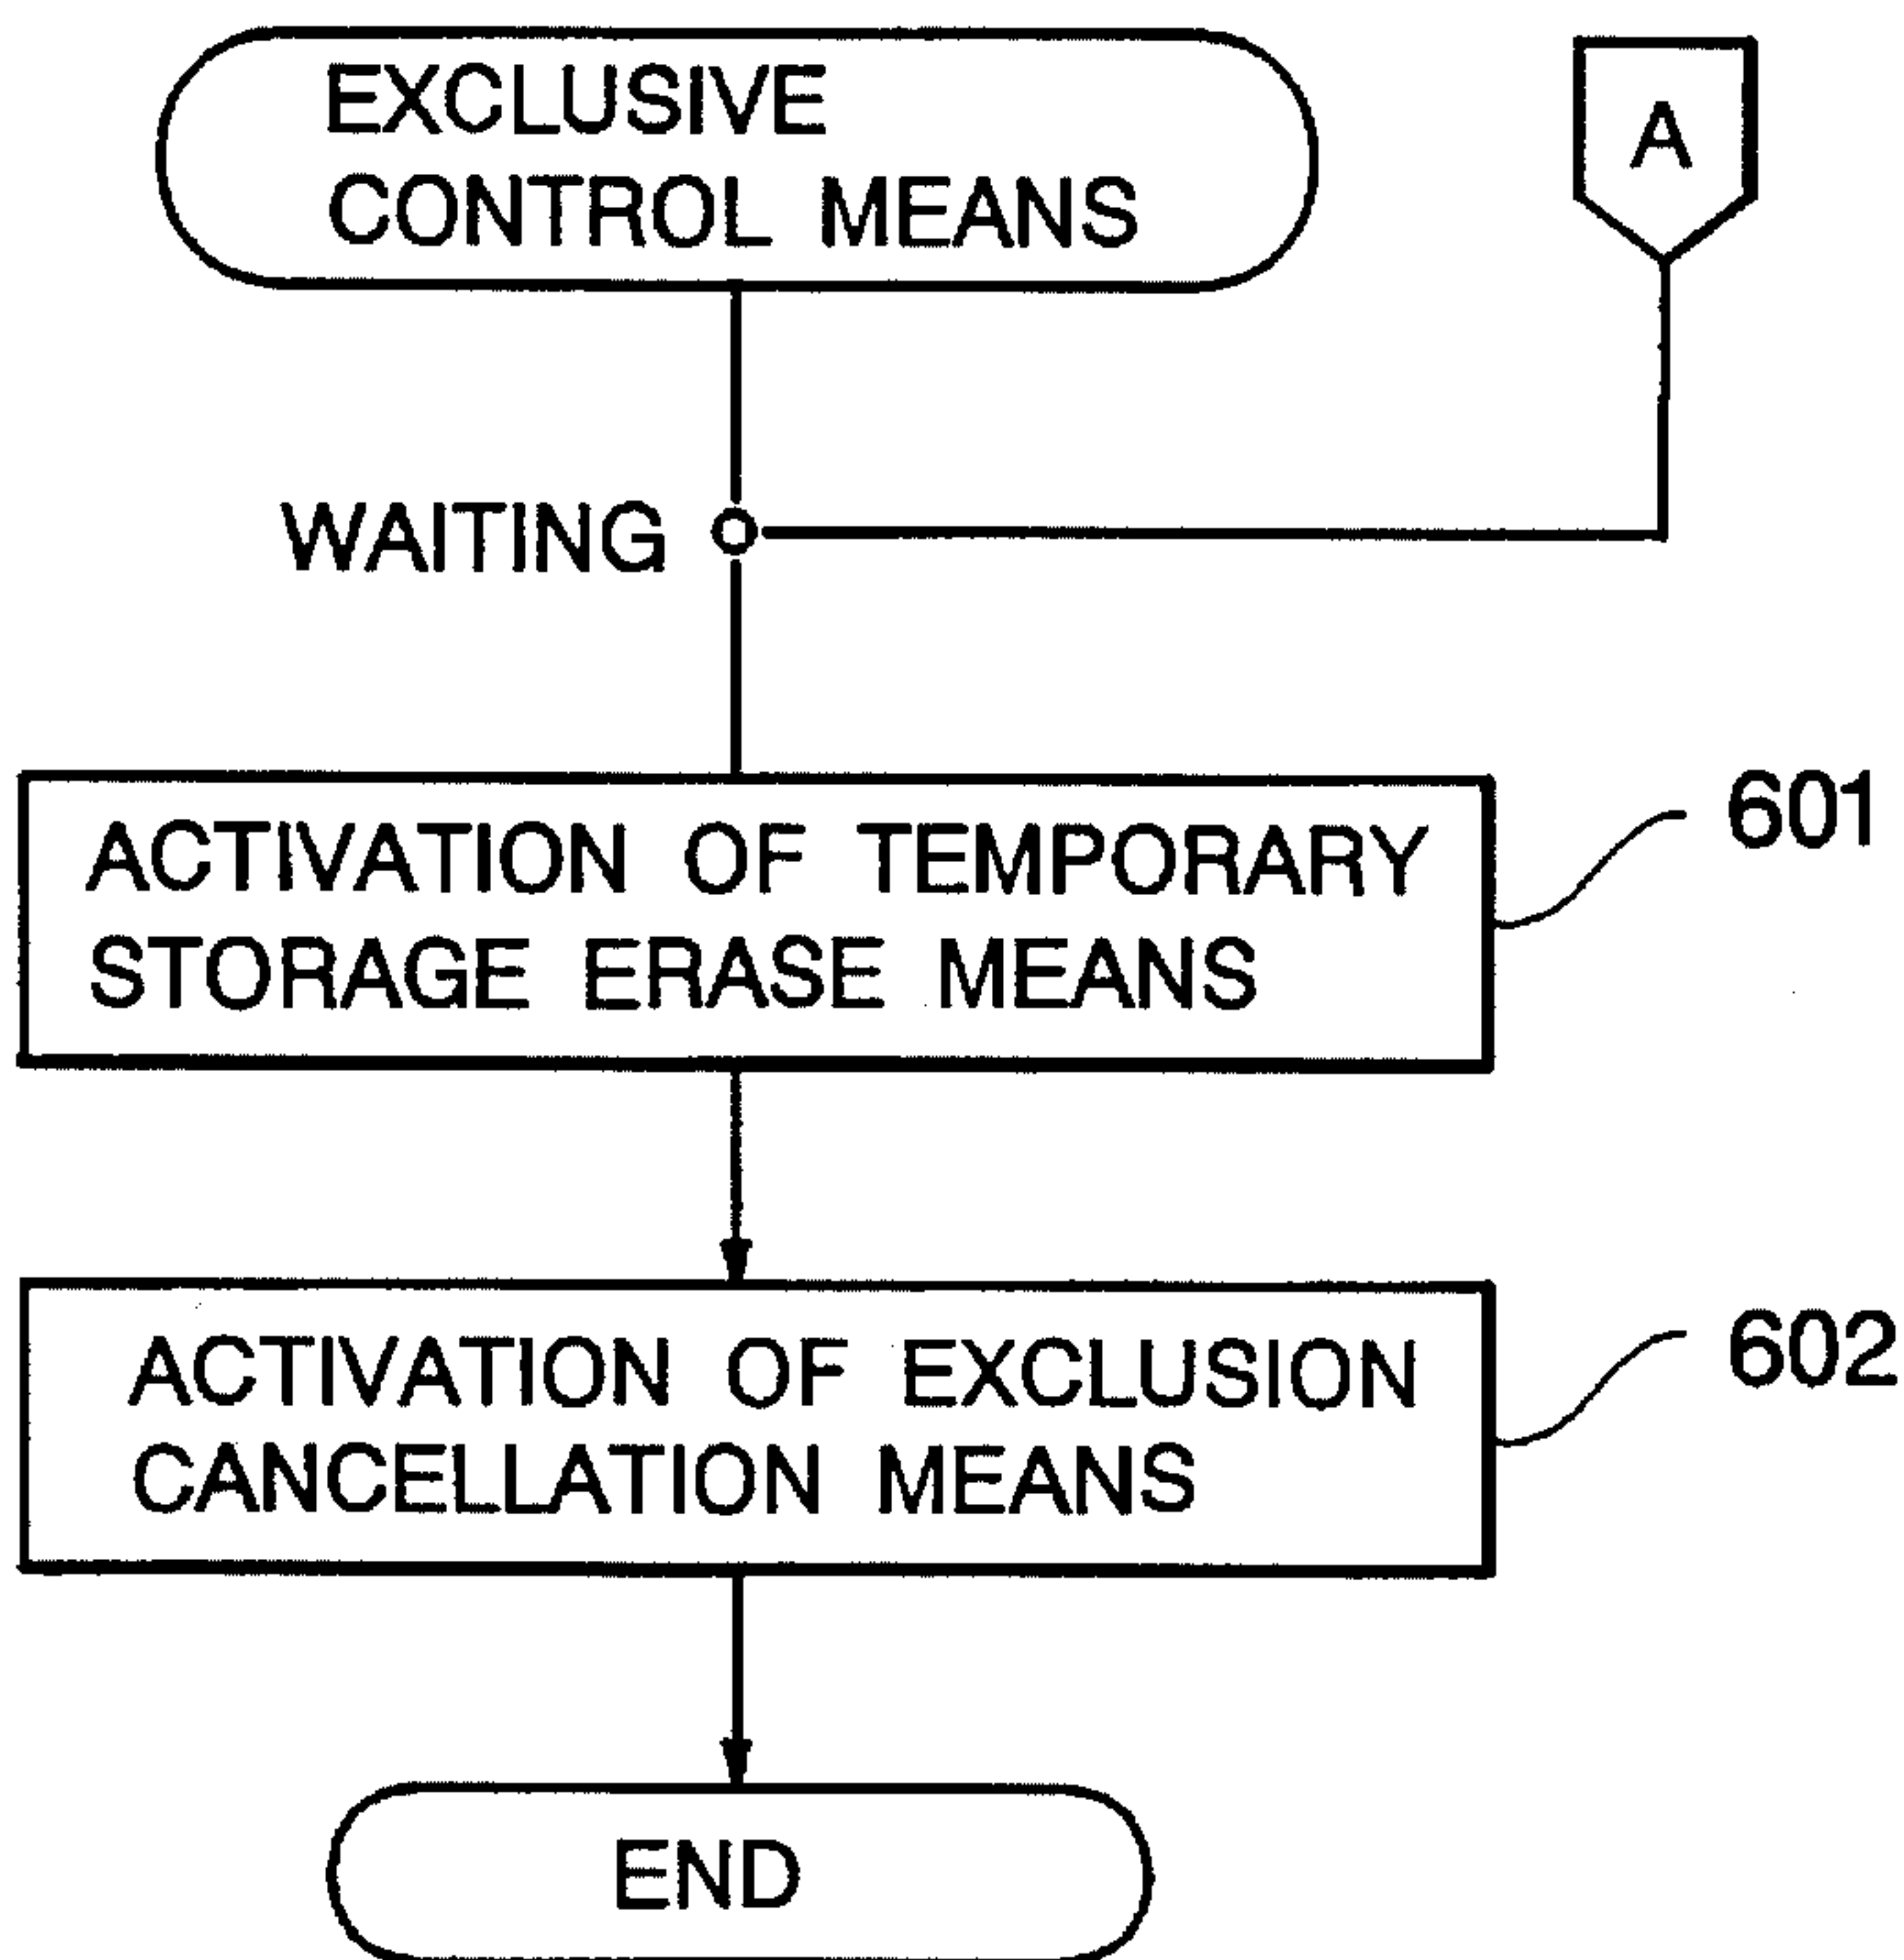 EXCLUSIVE
CONTROL MEANS
A
WAITING
ACTIVATION OF TEMPORARY
STORAGE ERASE MEANS
601
ACTIVATION OF EXCLUSION
CANCELLATION MEANS
602
END